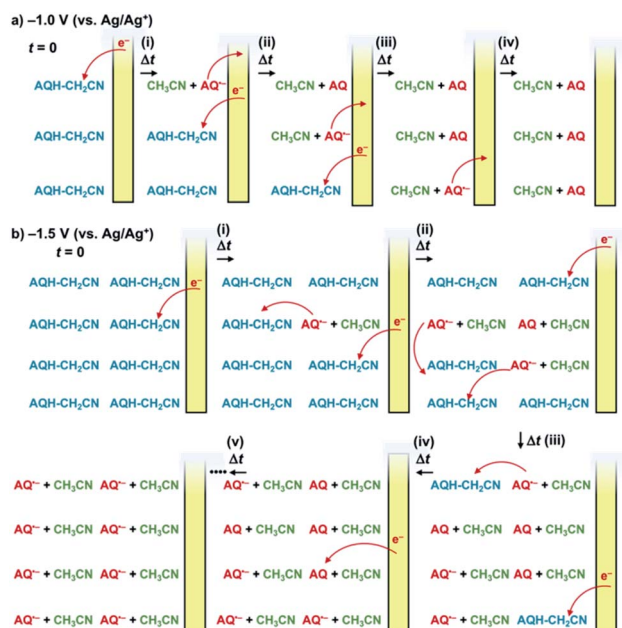 a) –1.0 V (vs. Ag/Ag⁺)
t = 0
e⁻ (i) (ii) (iii) (iv)
Δt Δt Δt Δt
AQH-CH₂CN CH₃CN + AQ•⁻ e⁻ CH₃CN + AQ CH₃CN + AQ CH₃CN + AQ
AQH-CH₂CN AQH-CH₂CN CH₃CN + AQ•⁻ e⁻ CH₃CN + AQ CH₃CN + AQ
AQH-CH₂CN AQH-CH₂CN AQH-CH₂CN CH₃CN + AQ•⁻ CH₃CN + AQ
b) –1.5 V (vs. Ag/Ag⁺) (i) (ii)
t = 0 Δt Δt e⁻
AQH-CH₂CN AQH-CH₂CN e⁻ AQH-CH₂CN AQH-CH₂CN AQH-CH₂CN AQH-CH₂CN
AQH-CH₂CN AQH-CH₂CN AQH-CH₂CN AQ•⁻ + CH₃CN e⁻ AQ•⁻ + CH₃CN AQ + CH₃CN
AQH-CH₂CN AQH-CH₂CN AQH-CH₂CN AQH-CH₂CN AQH-CH₂CN AQ•⁻ + CH₃CN
AQH-CH₂CN AQH-CH₂CN AQH-CH₂CN AQH-CH₂CN AQH-CH₂CN AQH-CH₂CN
(v) (iv) Δt (iii)
Δt Δt
AQ•⁻ + CH₃CN AQ•⁻ + CH₃CN AQ•⁻ + CH₃CN AQ + CH₃CN AQH-CH₂CN AQ•⁻ + CH₃CN
AQ•⁻ + CH₃CN AQ•⁻ + CH₃CN AQ + CH₃CN AQ + CH₃CN AQ + CH₃CN AQ + CH₃CN
e⁻
AQ•⁻ + CH₃CN AQ•⁻ + CH₃CN AQ•⁻ + CH₃CN AQ + CH₃CN AQ•⁻ + CH₃CN AQ + CH₃CN e⁻
AQ•⁻ + CH₃CN AQ•⁻ + CH₃CN AQ•⁻ + CH₃CN AQ•⁻ + CH₃CN AQ•⁻ + CH₃CN AQH-CH₂CN